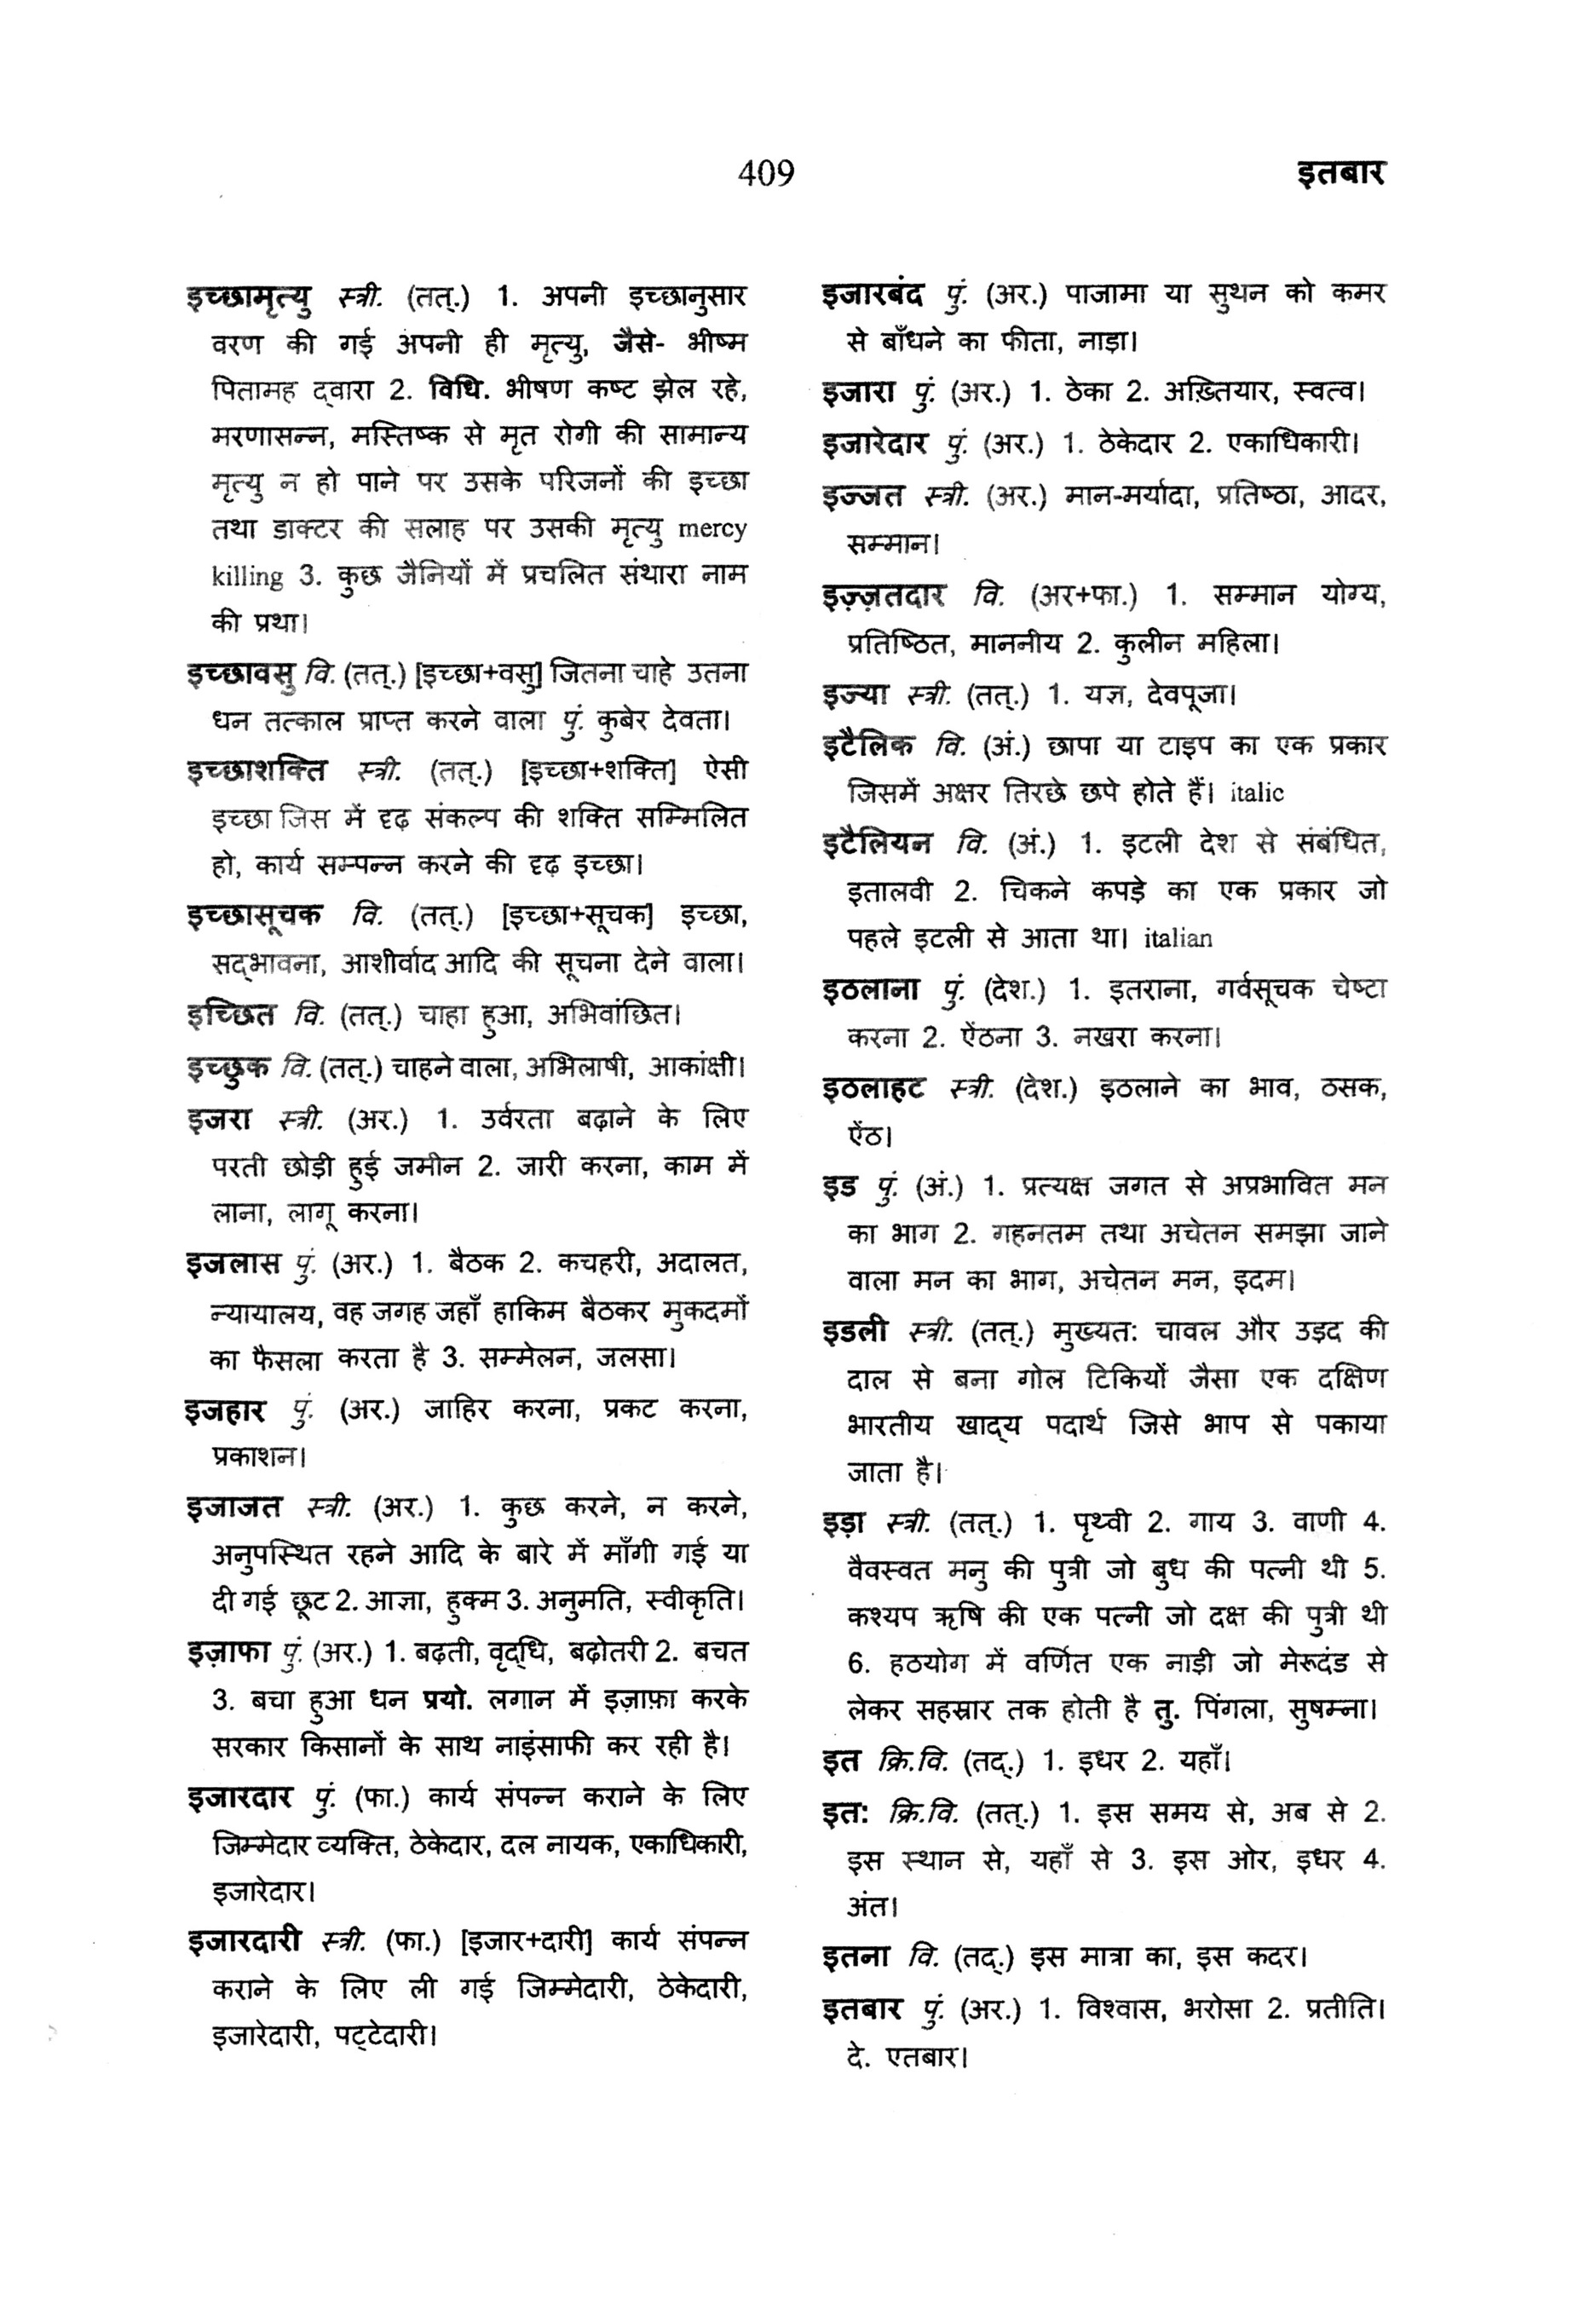 409
इतबार
इच्छामृत्यु स्त्री. (तत्.) 1. अपनी इच्छानुसार
वरण की गई अपनी ही मृत्यु, जैसे- भीष्म
पितामह द्‌वारा 2. विधि. भीषण कष्ट झेल रहे,
मरणासन्न, मस्तिष्क से मृत रोगी की सामान्य
मृत्यु न हो पाने पर उसके परिजनों की इच्छा
तथा डाक्टर की सलाह पर उसकी मृत्यु mercy
killing 3. कुछ जैनियों में प्रचलित संथारा नाम
की प्रथा।
इच्छावसु वि. (तत्.) [इच्छा+वसु] जितना चाहे उतना
धन तत्काल प्राप्त करने वाला पुं. कुबेर देवता।
इच्छाशक्ति स्त्री. (तत्.) [इच्छा+शक्ति] ऐसी
इच्छा जिस में दृढ़ संकल्प की शक्ति सम्मिलित
हो, कार्य सम्पन्न करने की दृढ़ इच्छा।
इच्छासूचक वि. (तत्.) [इच्छा+सूचक] इच्छा,
सद्‌भावना, आशीर्वाद आदि की सूचना देने वाला।
इच्छित वि. (तत्.) चाहा हुआ, अभिवांछित।
इच्छुक वि. (तत्.) चाहने वाला, अभिलाषी, आकांक्षी।
इजरा स्त्री. (अर.) 1. उर्वरता बढ़ाने के लिए
परती छोड़ी हुई जमीन 2. जारी करना, काम में
लाना, लागू करना।
इजलास पुं. (अर.) 1. बैठक 2. कचहरी, अदालत,
न्यायालय, वह जगह जहाँ हाकिम बैठकर मुकदमों
का फैसला करता है 3. सम्मेलन, जलसा।
इजहार पुं. (अर.) जाहिर करना, प्रकट करना,
प्रकाशन।
इजाजत स्त्री. (अर.) 1. कुछ करने, न करने,
अनुपस्थित रहने आदि के बारे में माँगी गई या
दी गई छूट 2. आज्ञा, हुक्म 3. अनुमति, स्वीकृति।
इज़ाफा पुं. (अर.) 1. बढ़ती, वृद्‌धि, बढ़ोतरी 2. बचत
3. बचा हुआ धन प्रयो. लगान में इज़ाफ़ा करके
सरकार किसानों के साथ नाइंसाफी कर रही है।
इजारदार पुं. (फा.) कार्य संपन्न कराने के लिए
जिम्मेदार व्यक्ति, ठेकेदार, दल नायक, एकाधिकारी,
इजारेदार।
इजारदारी स्त्री. (फा.) [इजार+दारी] कार्य संपन्न
कराने के लिए ली गई जिम्मेदारी, ठेकेदारी,
इजारेदारी, पट्‌टेदारी।
इजारबंद पुं. (अर.) पाजामा या सुथन को कमर
से बाँधने का फीता, नाड़ा।
इजारा पुं. (अर.) 1. ठेका 2. अख़्तियार, स्वत्व।
इजारेदार पुं. (अर.) 1. ठेकेदार 2. एकाधिकारी।
इज्जत स्त्री. (अर.) मान-मर्यादा, प्रतिष्ठा, आदर,
सम्मान।
इज़्ज़तदार वि. (अर+फा.) 1. सम्मान योग्य,
प्रतिष्ठित, माननीय 2. कुलीन महिला।
इज्या स्त्री. (तत्.) 1. यज्ञ, देवपूजा।
इटैलिक वि. (अं.) छापा या टाइप का एक प्रकार
जिसमें अक्षर तिरछे छपे होते हैं। italic
इटैलियन वि. (अं.) 1. इटली देश से संबंधित,
इतालवी 2. चिकने कपड़े का एक प्रकार जो
पहले इटली से आता था। italian
इठलाना पुं. (देश.) 1. इतराना, गर्वसूचक चेष्टा
करना 2. ऐंठना 3. नखरा करना।
इठलाहट स्त्री. (देश.) इठलाने का भाव, ठसक,
ऐंठ।
इड पुं. (अं.) 1. प्रत्यक्ष जगत से अप्रभावित मन
का भाग 2. गहनतम तथा अचेतन समझा जाने
वाला मन का भाग, अचेतन मन, इदम।
इडली स्त्री. (तत्.) मुख्यत: चावल और उड़द की
दाल से बना गोल टिकियों जैसा एक दक्षिण
भारतीय खाद्‌य पदार्थ जिसे भाप से पकाया
जाता है।
इड़ा स्त्री. (तत्.) 1. पृथ्वी 2. गाय 3. वाणी 4.
वैवस्वत मनु की पुत्री जो बुध की पत्नी थी 5.
कश्यप ऋषि की एक पत्नी जो दक्ष की पुत्री थी
6. हठयोग में वर्णित एक नाड़ी जो मेरूदंड से
लेकर सहस्रार तक होती है तु. पिंगला, सुषम्ना।
इत क्रि.वि. (तद्.) 1. इधर 2. यहाँ।
इत: क्रि.वि. (तत्.) 1. इस समय से, अब से 2.
इस स्थान से, यहाँ से 3. इस ओर, इधर 4.
अंत।
इतना वि. (तद्.) इस मात्रा का, इस कदर।
इतबार पुं. (अर.) 1. विश्वास, भरोसा 2. प्रतीति।
दे. एतबार।